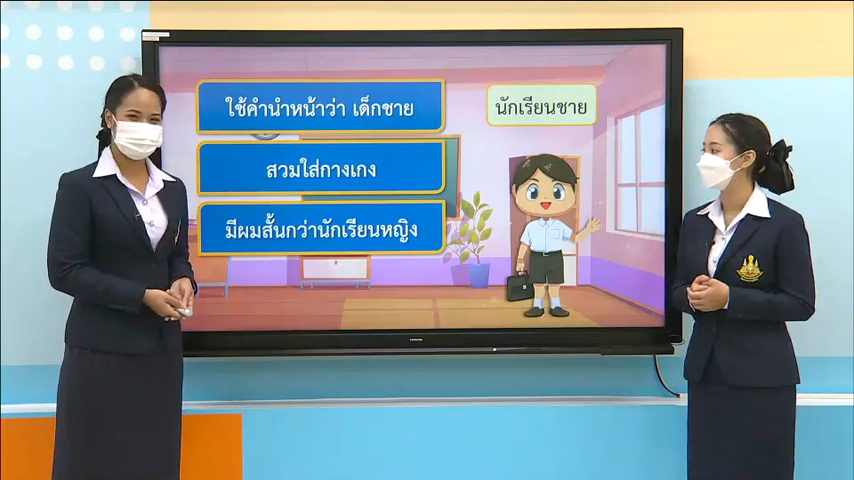 ใช้คำนำหน้าว่า เด็กชาย
นักเรียนชาย
สวมใส่กางเกง
มีผมสั้นกว่านักเรียนหญิง
SAMSUNG